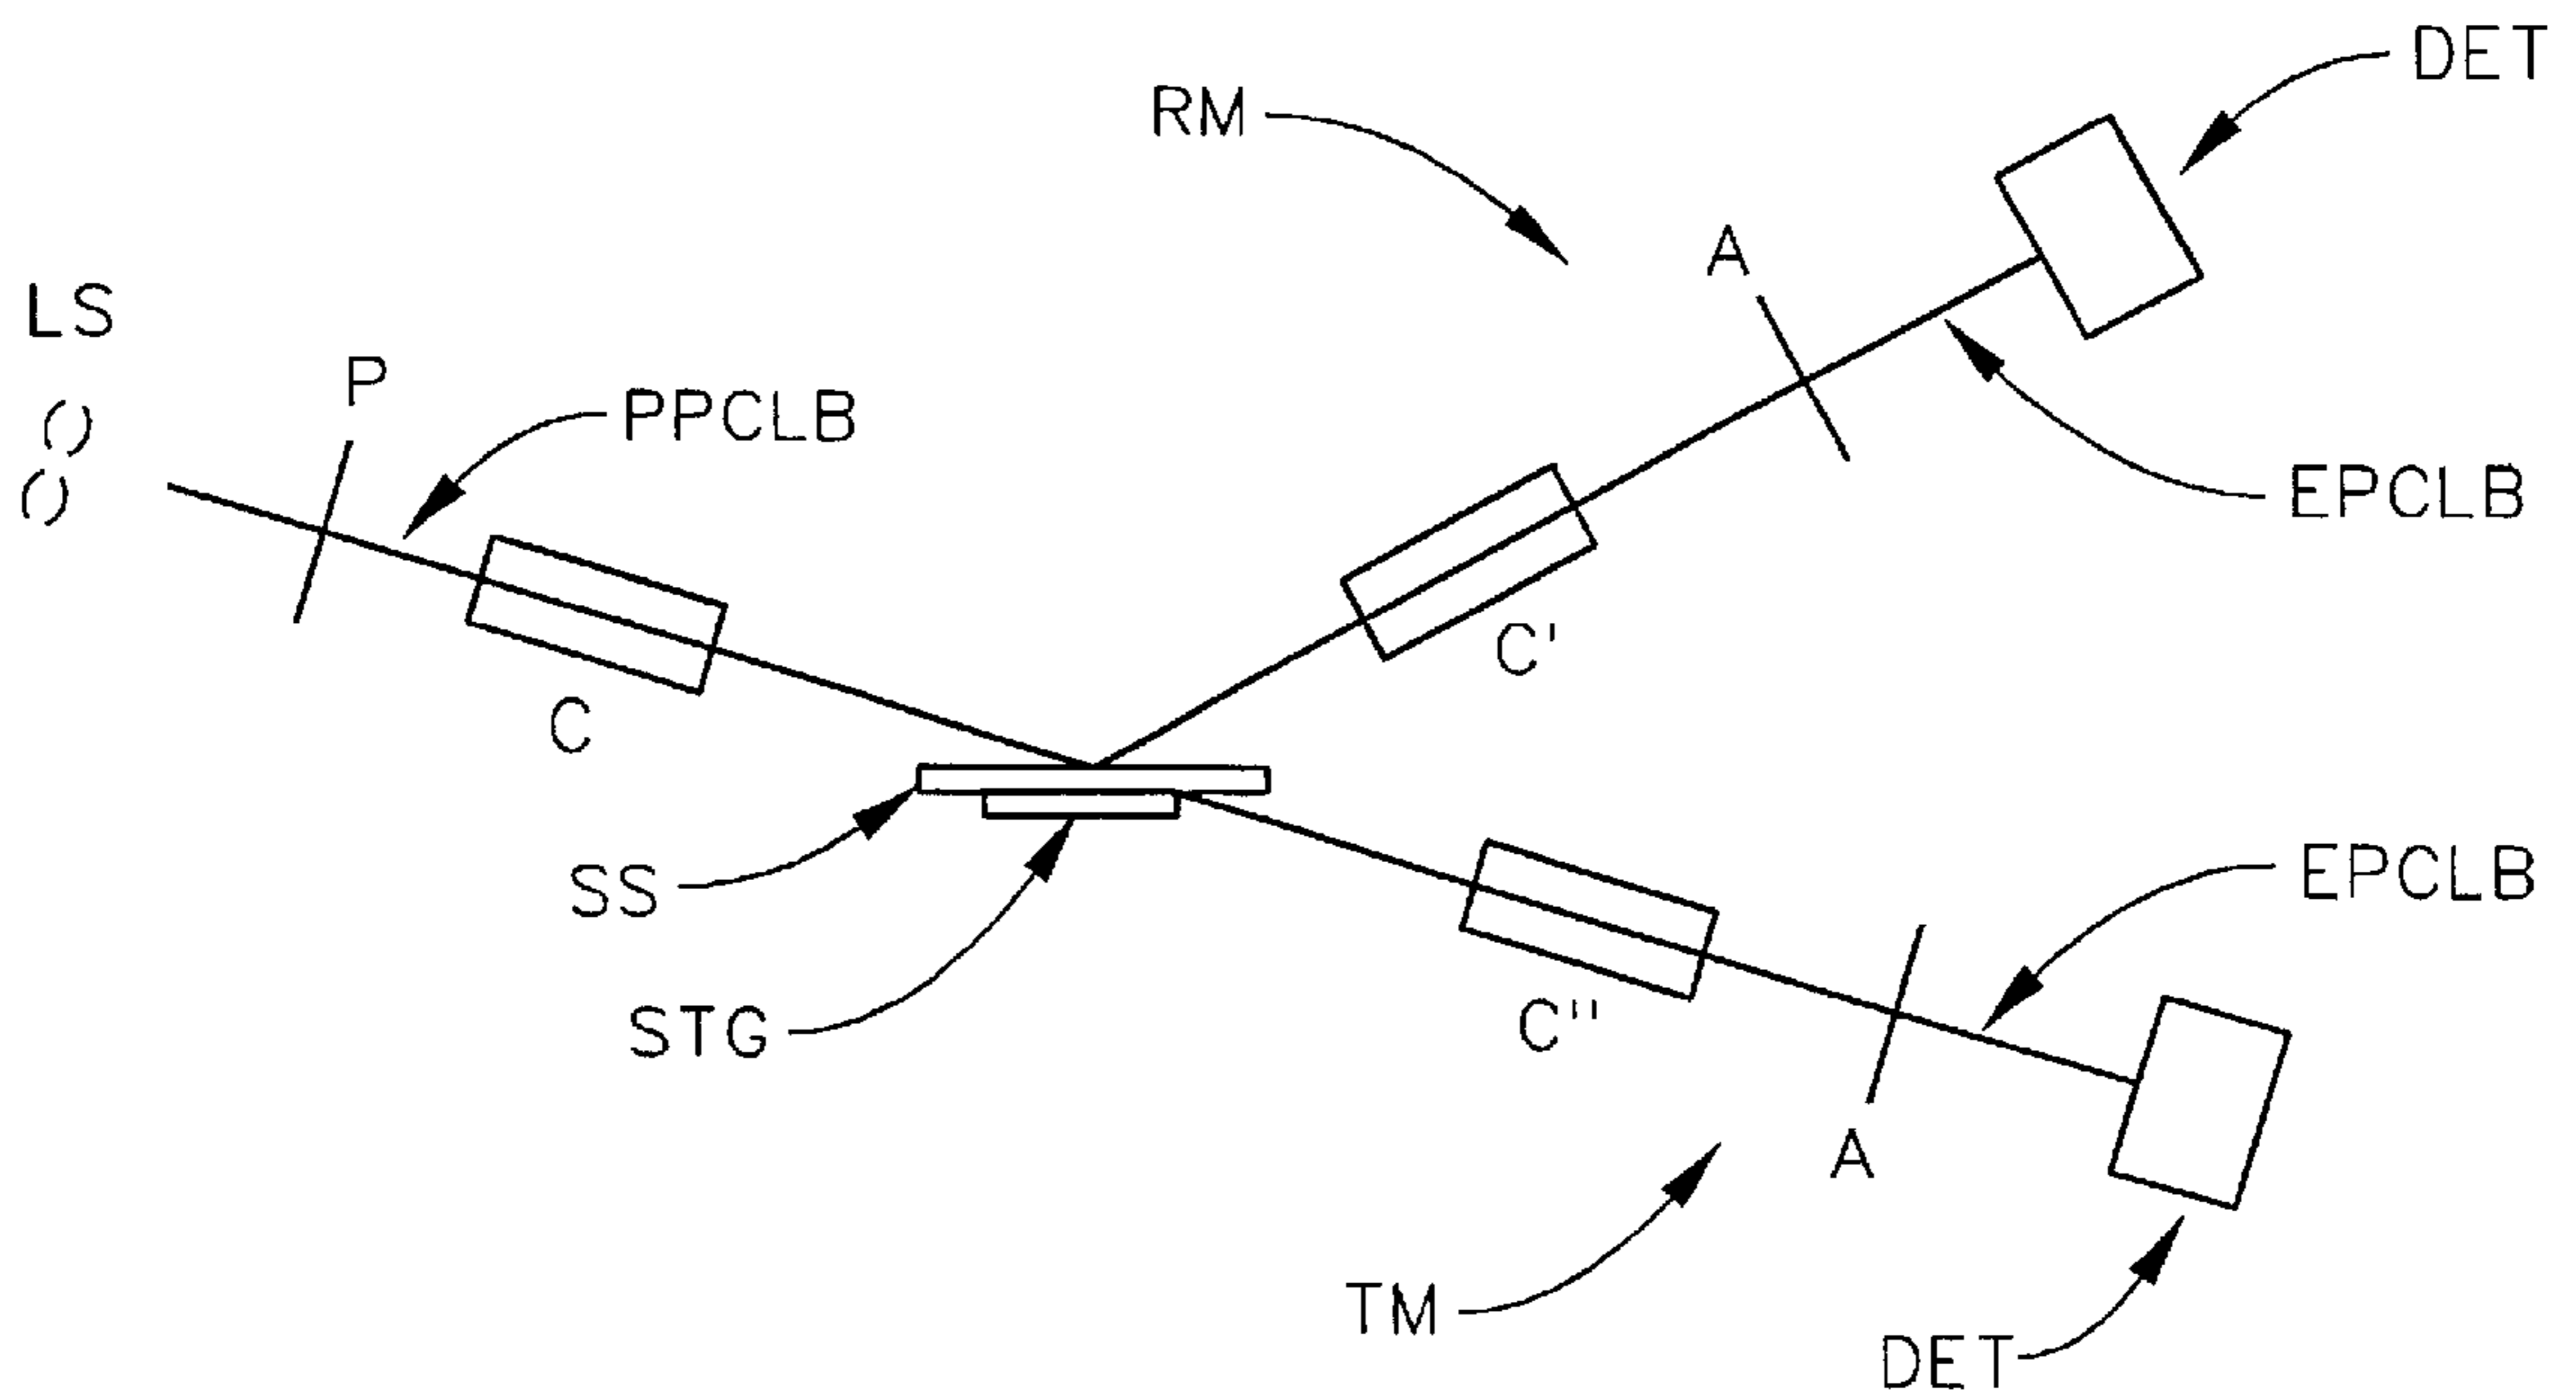 DET
RM
A
LS
P
PPCLB
EPCLB
C'
C
EPCLB
SS
STG
C"
A
TM
DET